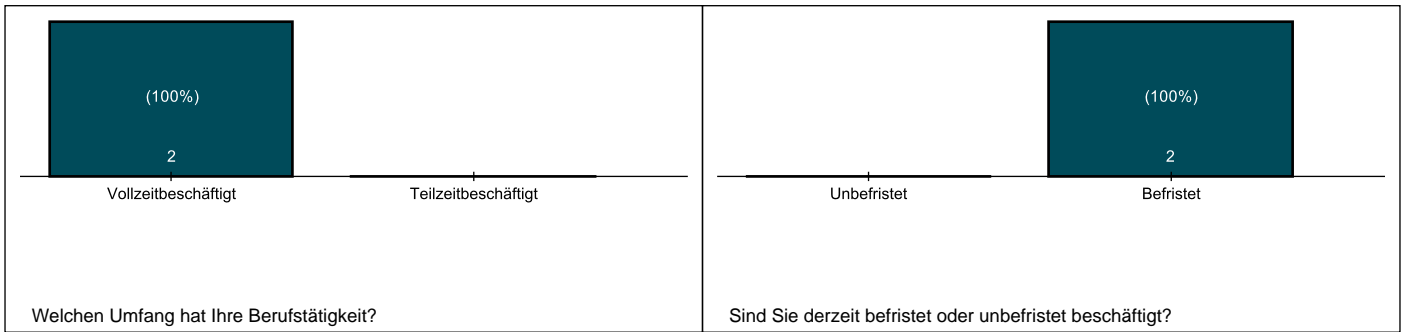 (100%)
2
Vollzeitbeschäftigt Teilzeitbeschäftigt
Welchen Umfang hat Ihre Berufstätigkeit?
(100%)
2
Unbefristet Befristet
Sind Sie derzeit befristet oder unbefristet beschäftigt?